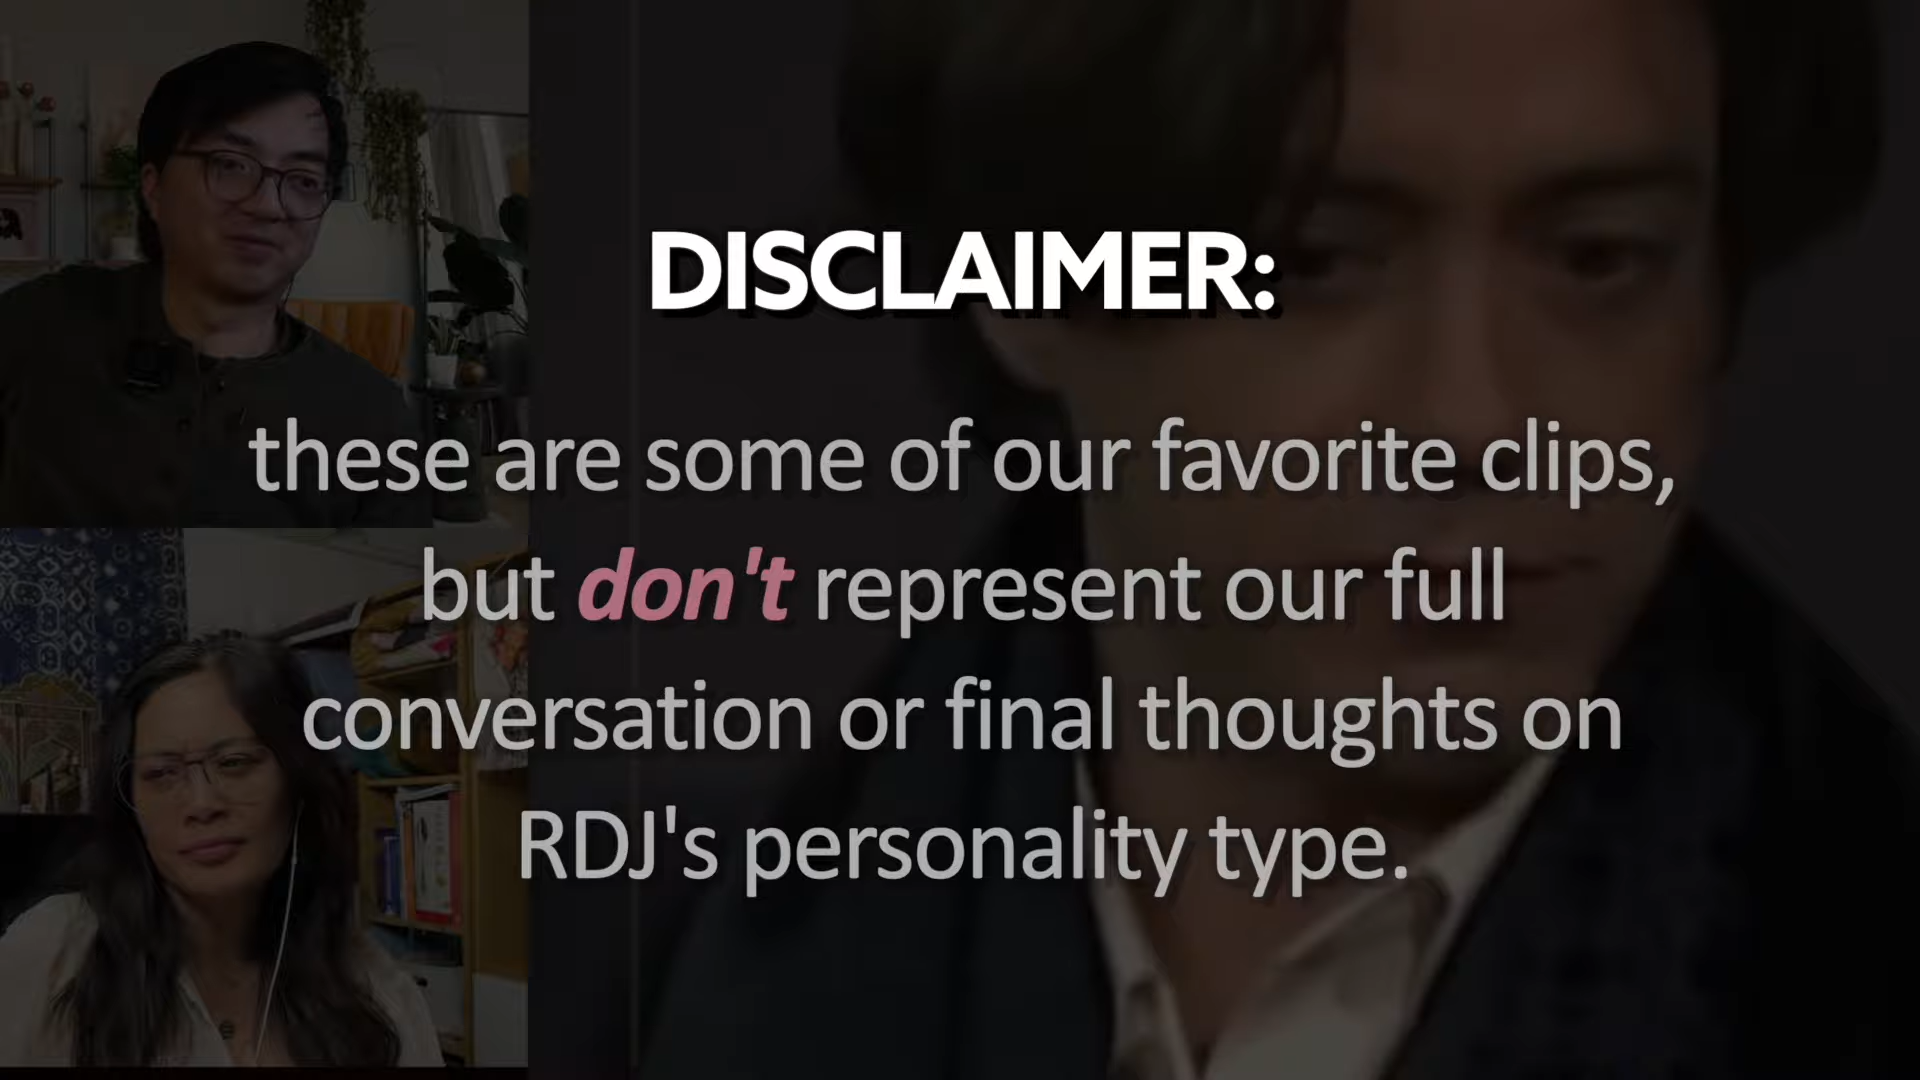 DISCLAIMER:
these are some of our favorite clips,
but don't represent our full
conversation or final thoughts on
RDJ's personality type.